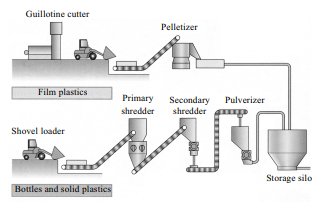 Guillotine cutter
Pelletizer
Film plastics
Primary
shredder
Secondary
shredder
Pulverizer
Shovel loader
Storage silo
Bottles and solid plastics